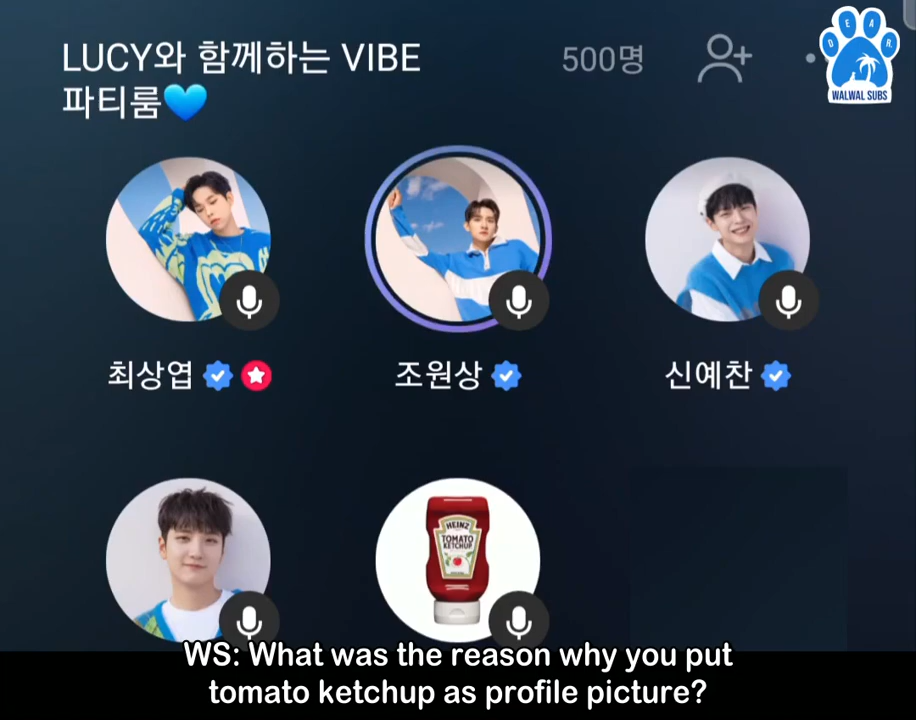 LUCY와 함께하는 VIBE
파티룸💙
500명
DEAR.
WALWAL SUBS
최상엽
조원상
신예찬
HEINZ
TOMATO
KETCHUP
WS: What was the reason why you put
tomato ketchup as profile picture?